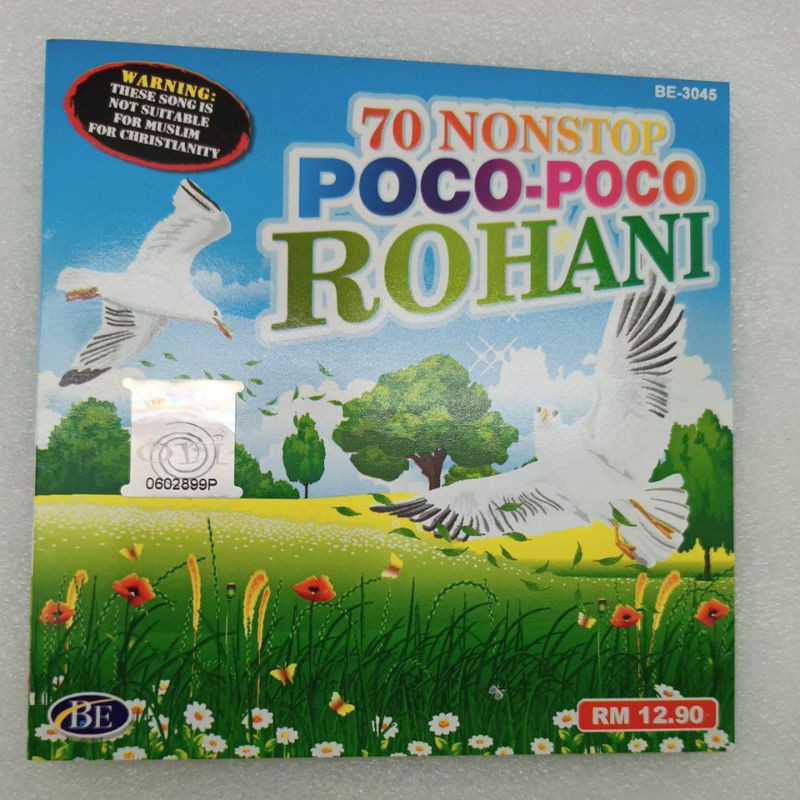 WARNING:
THESE SONG IS
NOT SUITABLE
FOR MUSLIM
FOR CHRISTIANITY
BE-3045
70 NONSTOP
POCO-POCO
ROHANI
0602899P
BE
RM 12.90